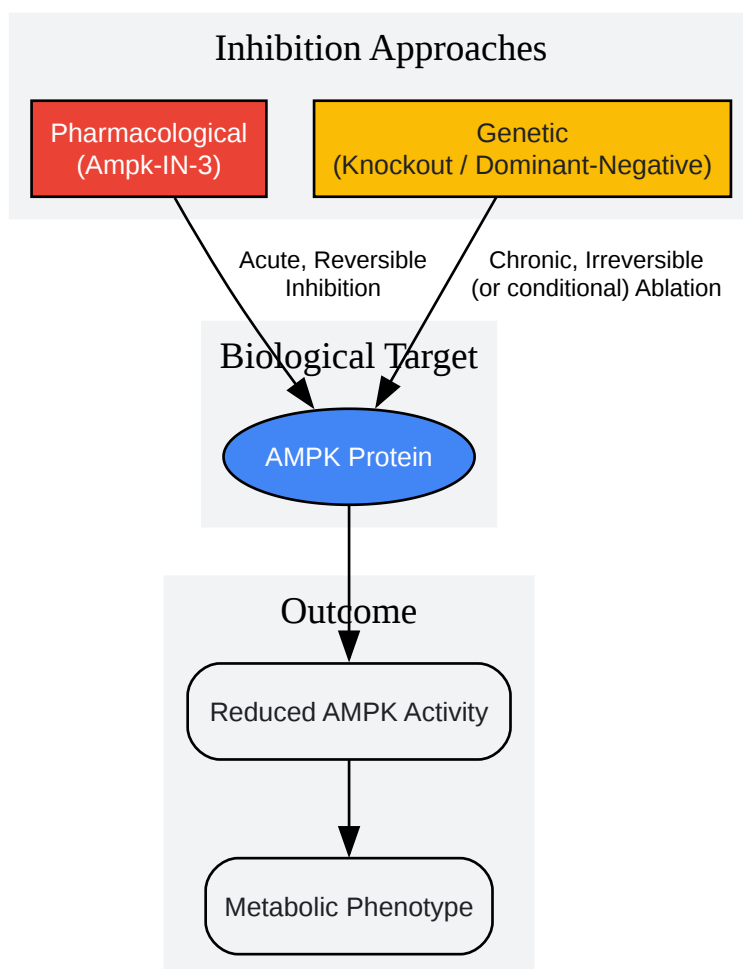 Inhibition Approaches
Pharmacological
(Ampk-IN-3)
Genetic
(Knockout / Dominant-Negative)
Acute, Reversible
Inhibition
Chronic, Irreversible
(or conditional) Ablation
Biological Target
AMPK Protein
Outcome
Reduced AMPK Activity
Metabolic Phenotype